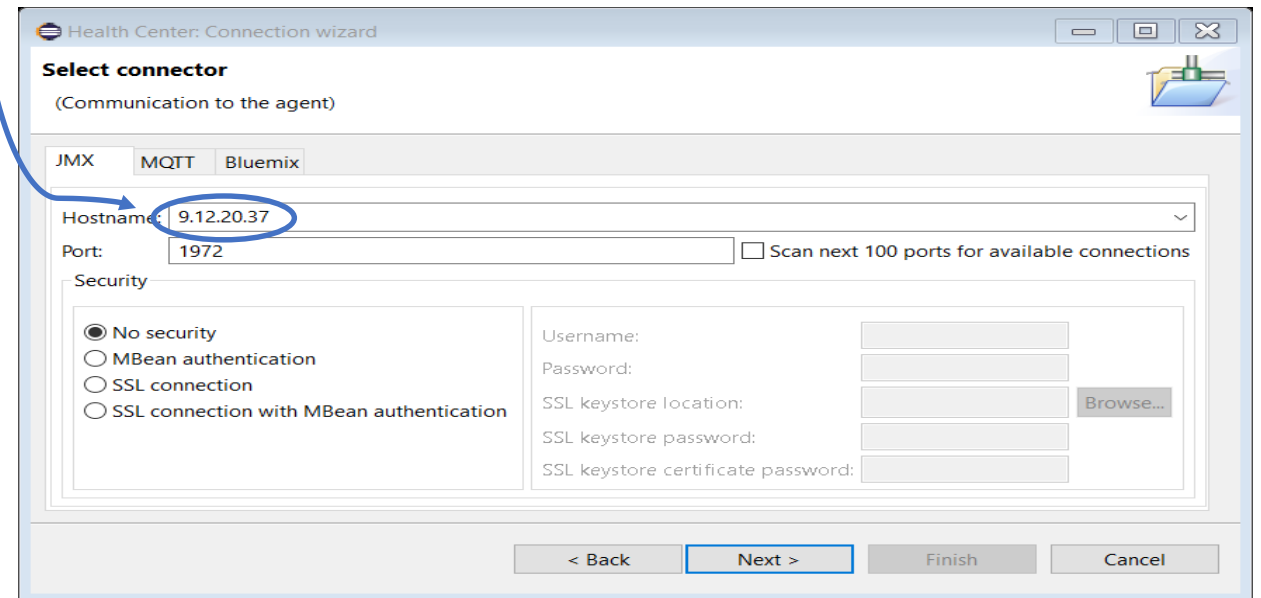 Health Center: Connection wizard
Select connector
(Communication to the agent)
JMX MQTT Bluemix
Hostname: 9.12.20.37
Port: 1972 Scan next 100 ports for available connections
Security
No security
MBean authentication
SSL connection
SSL connection with MBean authentication
Username:
Password:
SSL keystore location: Browse...
SSL keystore password:
SSL keystore certificate password:
< Back Next > Finish Cancel